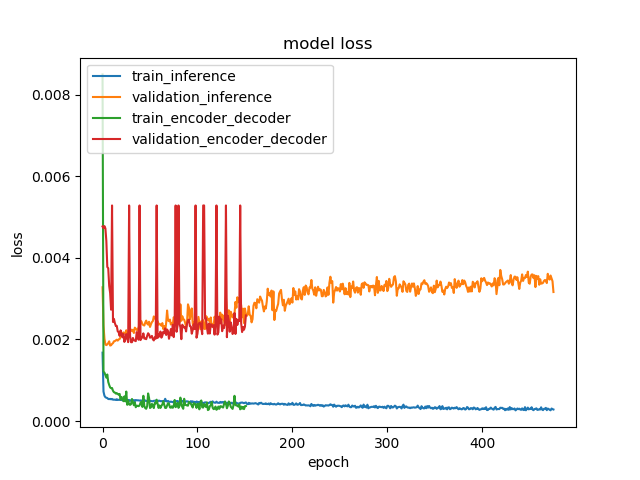 model loss
train_inference
validation_inference
train_encoder_decoder
validation_encoder_decoder
loss
0.008
0.006
0.004
0.002
0.000
0 100 200 300 400
epoch